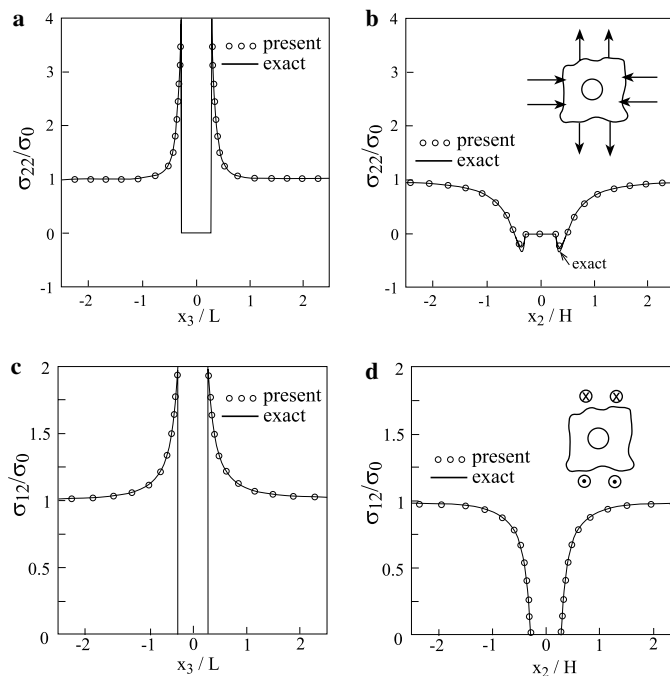 a
4
3
2
1
0
-1
σ22/σ0
present
exact
-2 -1 0 1 2
x3 / L
b
4
3
2
1
0
-1
σ22/σ0
present
exact
exact
-2 -1 0 1 2
x2 / H
c
2
1.5
1
0.5
0
σ12/σ0
present
exact
-2 -1 0 1 2
x3 / L
d
2
1.5
1
0.5
0
σ12/σ0
present
exact
-2 -1 0 1 2
x2 / H